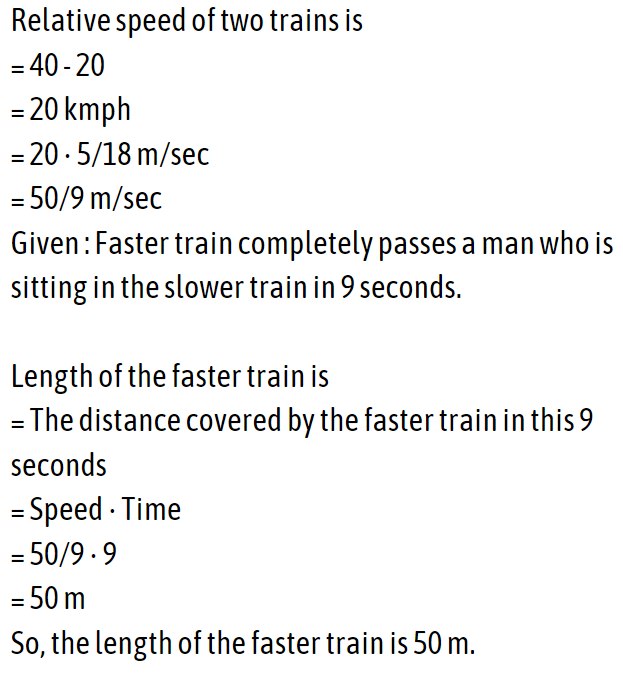 Relative speed of two trains is
= 40 - 20
= 20 kmph
= 20 · 5/18 m/sec
= 50/9 m/sec
Given : Faster train completely passes a man who is
sitting in the slower train in 9 seconds.
Length of the faster train is
= The distance covered by the faster train in this 9
seconds
= Speed · Time
= 50/9 · 9
= 50 m
So, the length of the faster train is 50 m.